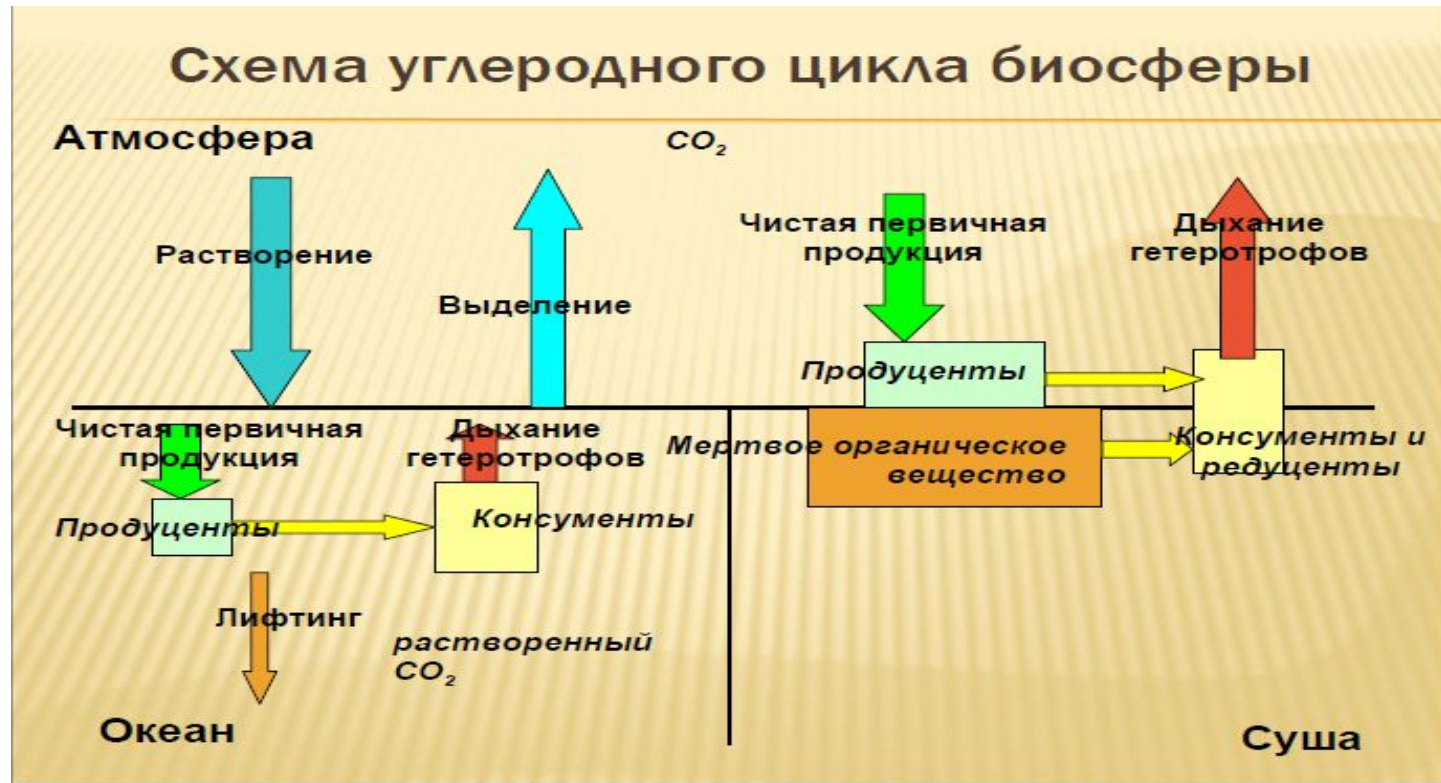 Схема углеродного цикла биосферы
Атмосфера
CO₂
Растворение
Выделение
Чистая первичная
продукция
Дыхание
гетеротрофов
Продуценты
Чистая первичная
продукция
Дыхание
гетеротрофов
Мертвое органическое
вещество
Консументы и
редуценты
Продуценты
Консументы
Лифтинг
растворенный
CO₂
Океан
Суша